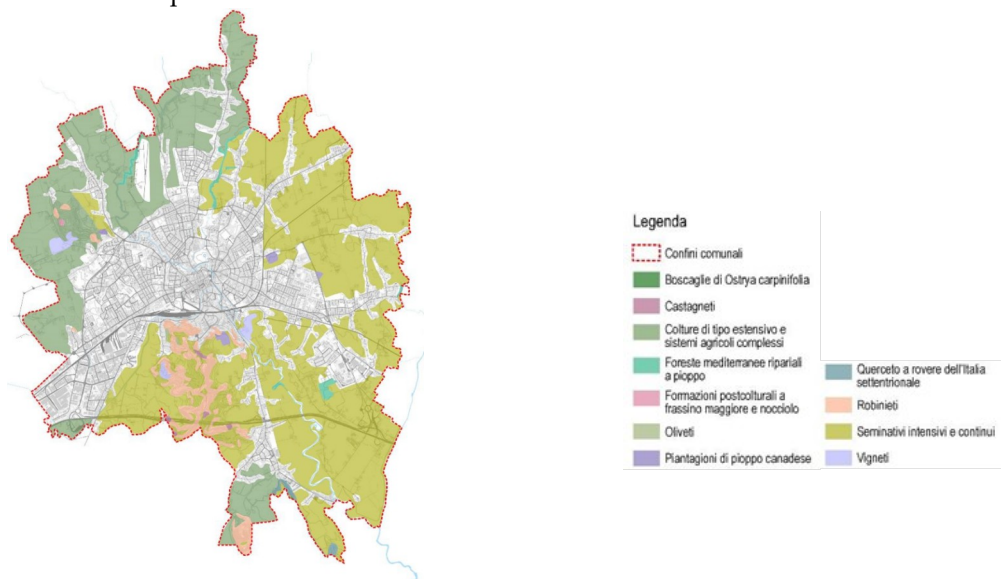 Legenda
Confini comunali
Boscaglie di Ostrya carpinifolia
Castagneti
Colture di tipo estensivo e
sistemi agricoli complessi
Foreste mediterranee ripariali
a pioppo
Formazioni postcolturali a
frassino maggiore e nocciolo
Oliveti
Piantagioni di pioppo canadese
Querceto a rovere dell'Italia
settentrionale
Robinieti
Seminativi intensivi e continui
Vigneti